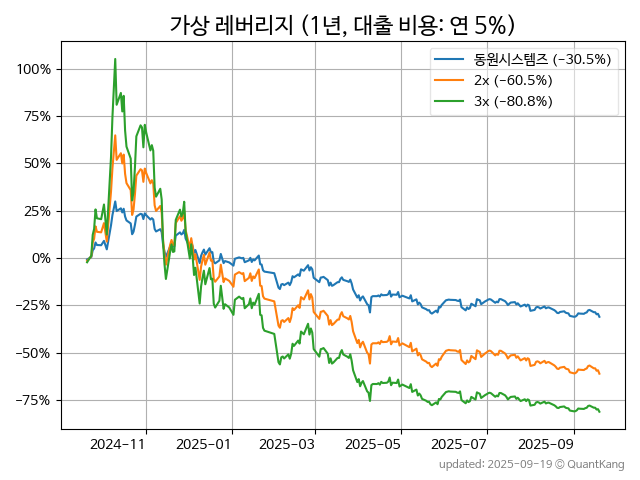 가상 레버리지 (1년, 대출 비용: 연 5%)
동원시스템즈 (-30.5%)
2x (-60.5%)
3x (-80.8%)
100%
75%
50%
25%
0%
-25%
-50%
-75%
2024-11
2025-01
2025-03
2025-05
2025-07
2025-09
updated: 2025-09-19 © QuantKang